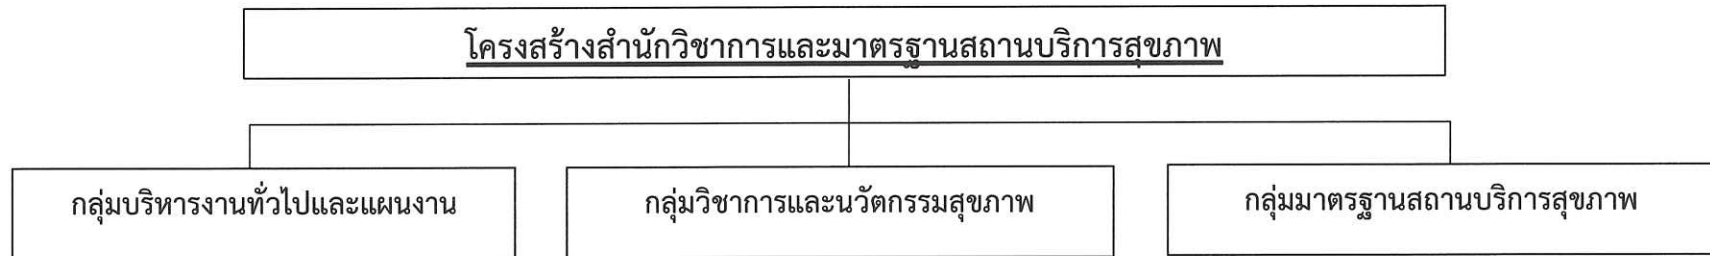 โครงสร้างสำนักวิชาการและมาตรฐานสถานบริการสุขภาพ
กลุ่มบริหารงานทั่วไปและแผนงาน
กลุ่มวิชาการและนวัตกรรมสุขภาพ
กลุ่มมาตรฐานสถานบริการสุขภาพ